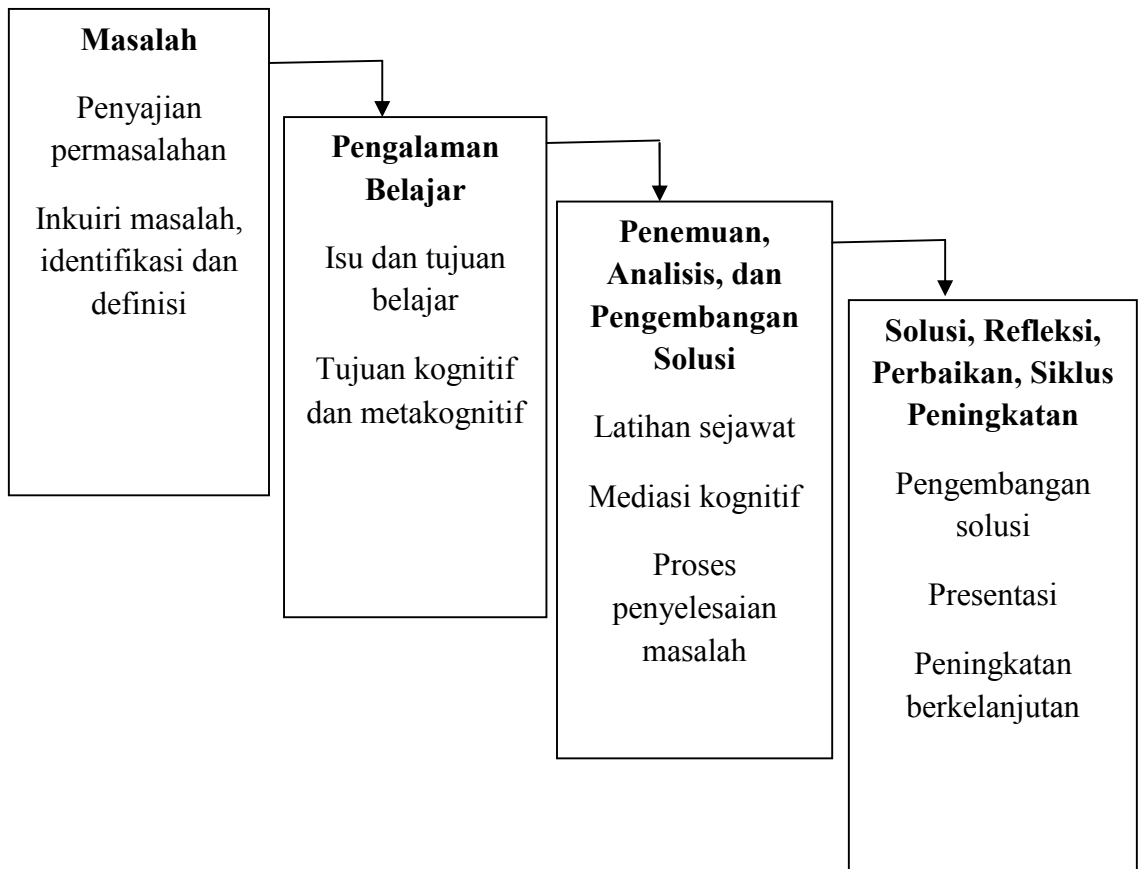 Masalah
Penyajian
permasalahan
Inkuiri masalah,
identifikasi dan
definisi
Pengalaman
Belajar
Isu dan tujuan
belajar
Tujuan kognitif
dan metakognitif
Penemuan,
Analisis, dan
Pengembangan
Solusi
Latihan sejawat
Mediasi kognitif
Proses
penyelesaian
masalah
Solusi, Refleksi,
Perbaikan, Siklus
Peningkatan
Pengembangan
solusi
Presentasi
Peningkatan
berkelanjutan